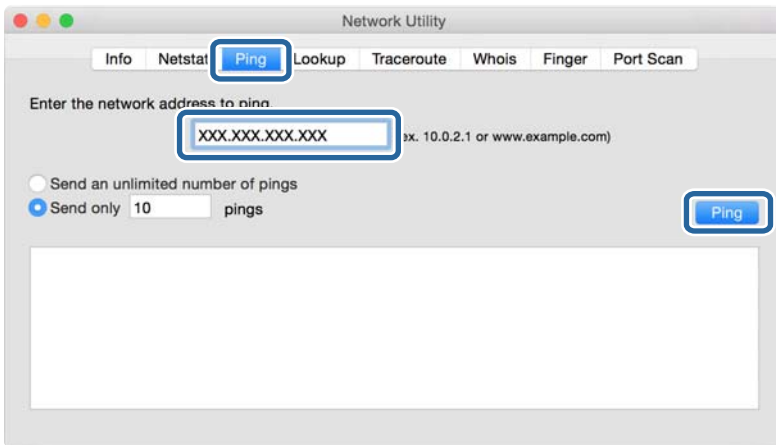 Network Utility
Info Netstat Ping Lookup Traceroute Whois Finger Port Scan
Enter the network address to ping.
XXX.XXX.XXX.XXX ex. 10.0.2.1 or www.example.com)
Send an unlimited number of pings
Send only 10 pings
Ping